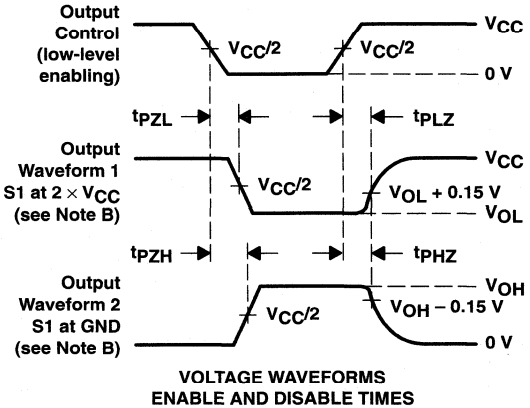 Output
Control
(low-level
enabling)
VCC/2
VCC/2
VCC
0 V
tPZL
tPLZ
Output
Waveform 1
S1 at 2 × VCC
(see Note B)
VCC/2
VCC
VOL + 0.15 V
VOL
tPZH
tPHZ
Output
Waveform 2
S1 at GND
(see Note B)
VCC/2
VOH
VOH − 0.15 V
0 V
VOLTAGE WAVEFORMS
ENABLE AND DISABLE TIMES